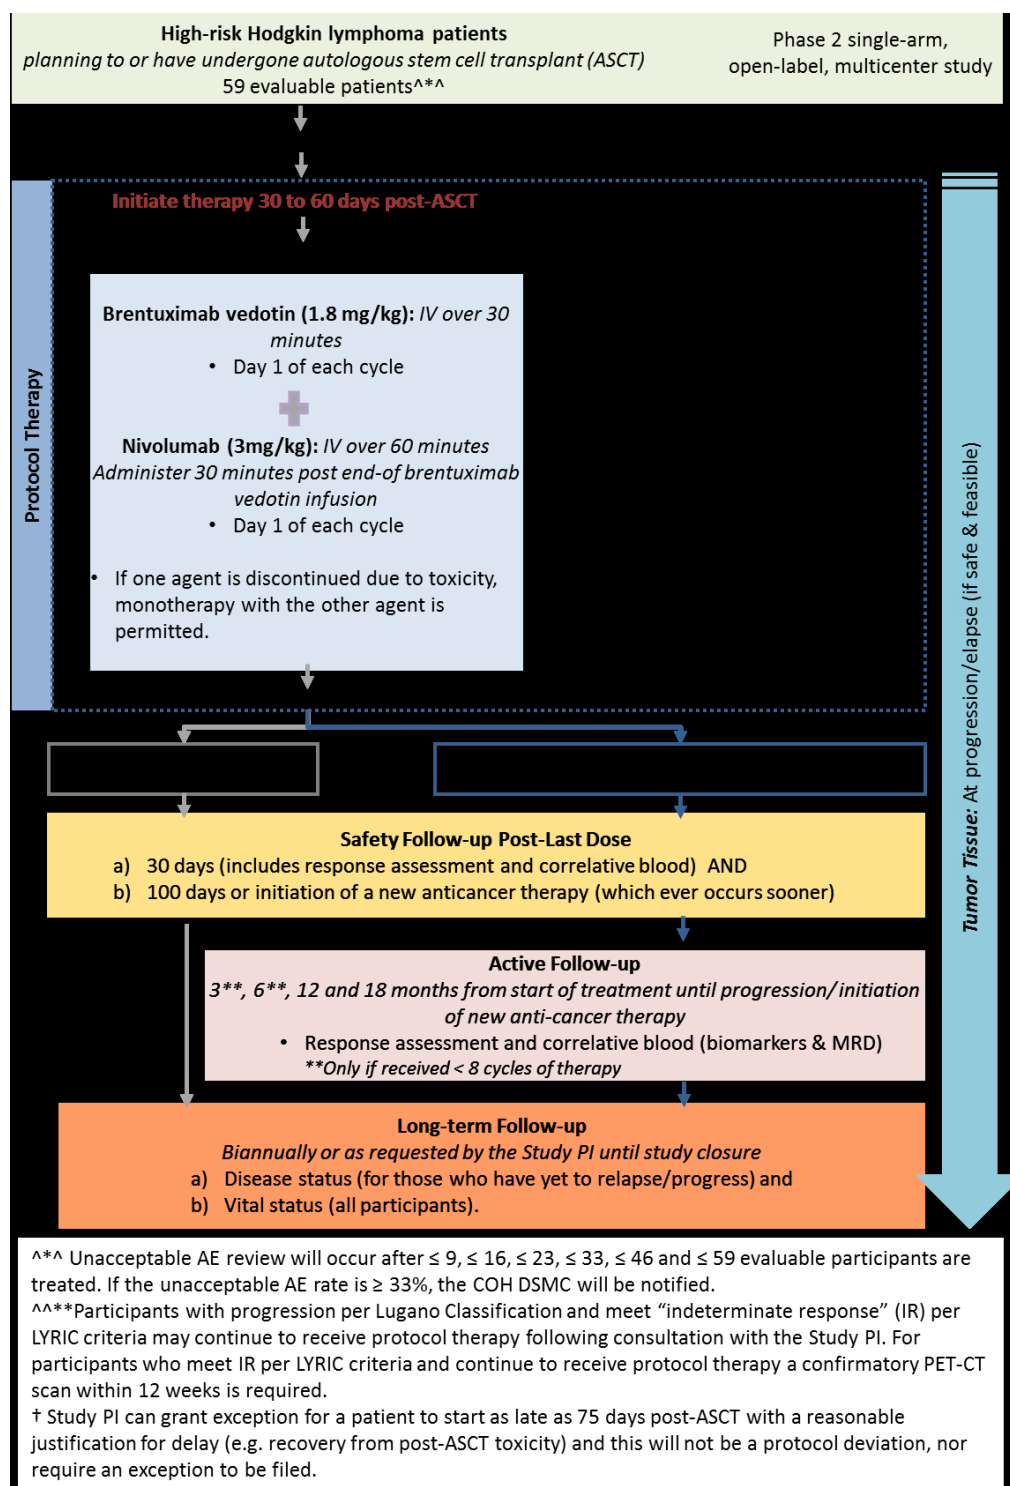 High-risk Hodgkin lymphoma patients
planning to or have undergone autologous stem cell transplant (ASCT)
59 evaluable patients^*^
Phase 2 single-arm,
open-label, multicenter study
Protocol Therapy
Initiate therapy 30 to 60 days post-ASCT
Brentuximab vedotin (1.8 mg/kg): IV over 30
minutes
• Day 1 of each cycle
Nivolumab (3mg/kg): IV over 60 minutes
Administer 30 minutes post end-of brentuximab
vedotin infusion
• Day 1 of each cycle
• If one agent is discontinued due to toxicity,
monotherapy with the other agent is
permitted.
Tumor Tissue: At progression/elapse (if safe & feasible)
Safety Follow-up Post-Last Dose
a) 30 days (includes response assessment and correlative blood) AND
b) 100 days or initiation of a new anticancer therapy (which ever occurs sooner)
Active Follow-up
3**, 6**, 12 and 18 months from start of treatment until progression/initiation
of new anti-cancer therapy
• Response assessment and correlative blood (biomarkers & MRD)
**Only if received < 8 cycles of therapy
Long-term Follow-up
Biannually or as requested by the Study PI until study closure
a) Disease status (for those who have yet to relapse/progress) and
b) Vital status (all participants).
^*^ Unacceptable AE review will occur after ≤ 9, ≤ 16, ≤ 23, ≤ 33, ≤ 46 and ≤ 59 evaluable participants are
treated. If the unacceptable AE rate is ≥ 33%, the COH DSMC will be notified.
^^**Participants with progression per Lugano Classification and meet “indeterminate response” (IR) per
LYRIC criteria may continue to receive protocol therapy following consultation with the Study PI. For
participants who meet IR per LYRIC criteria and continue to receive protocol therapy a confirmatory PET-CT
scan within 12 weeks is required.
† Study PI can grant exception for a patient to start as late as 75 days post-ASCT with a reasonable
justification for delay (e.g. recovery from post-ASCT toxicity) and this will not be a protocol deviation, nor
require an exception to be filed.